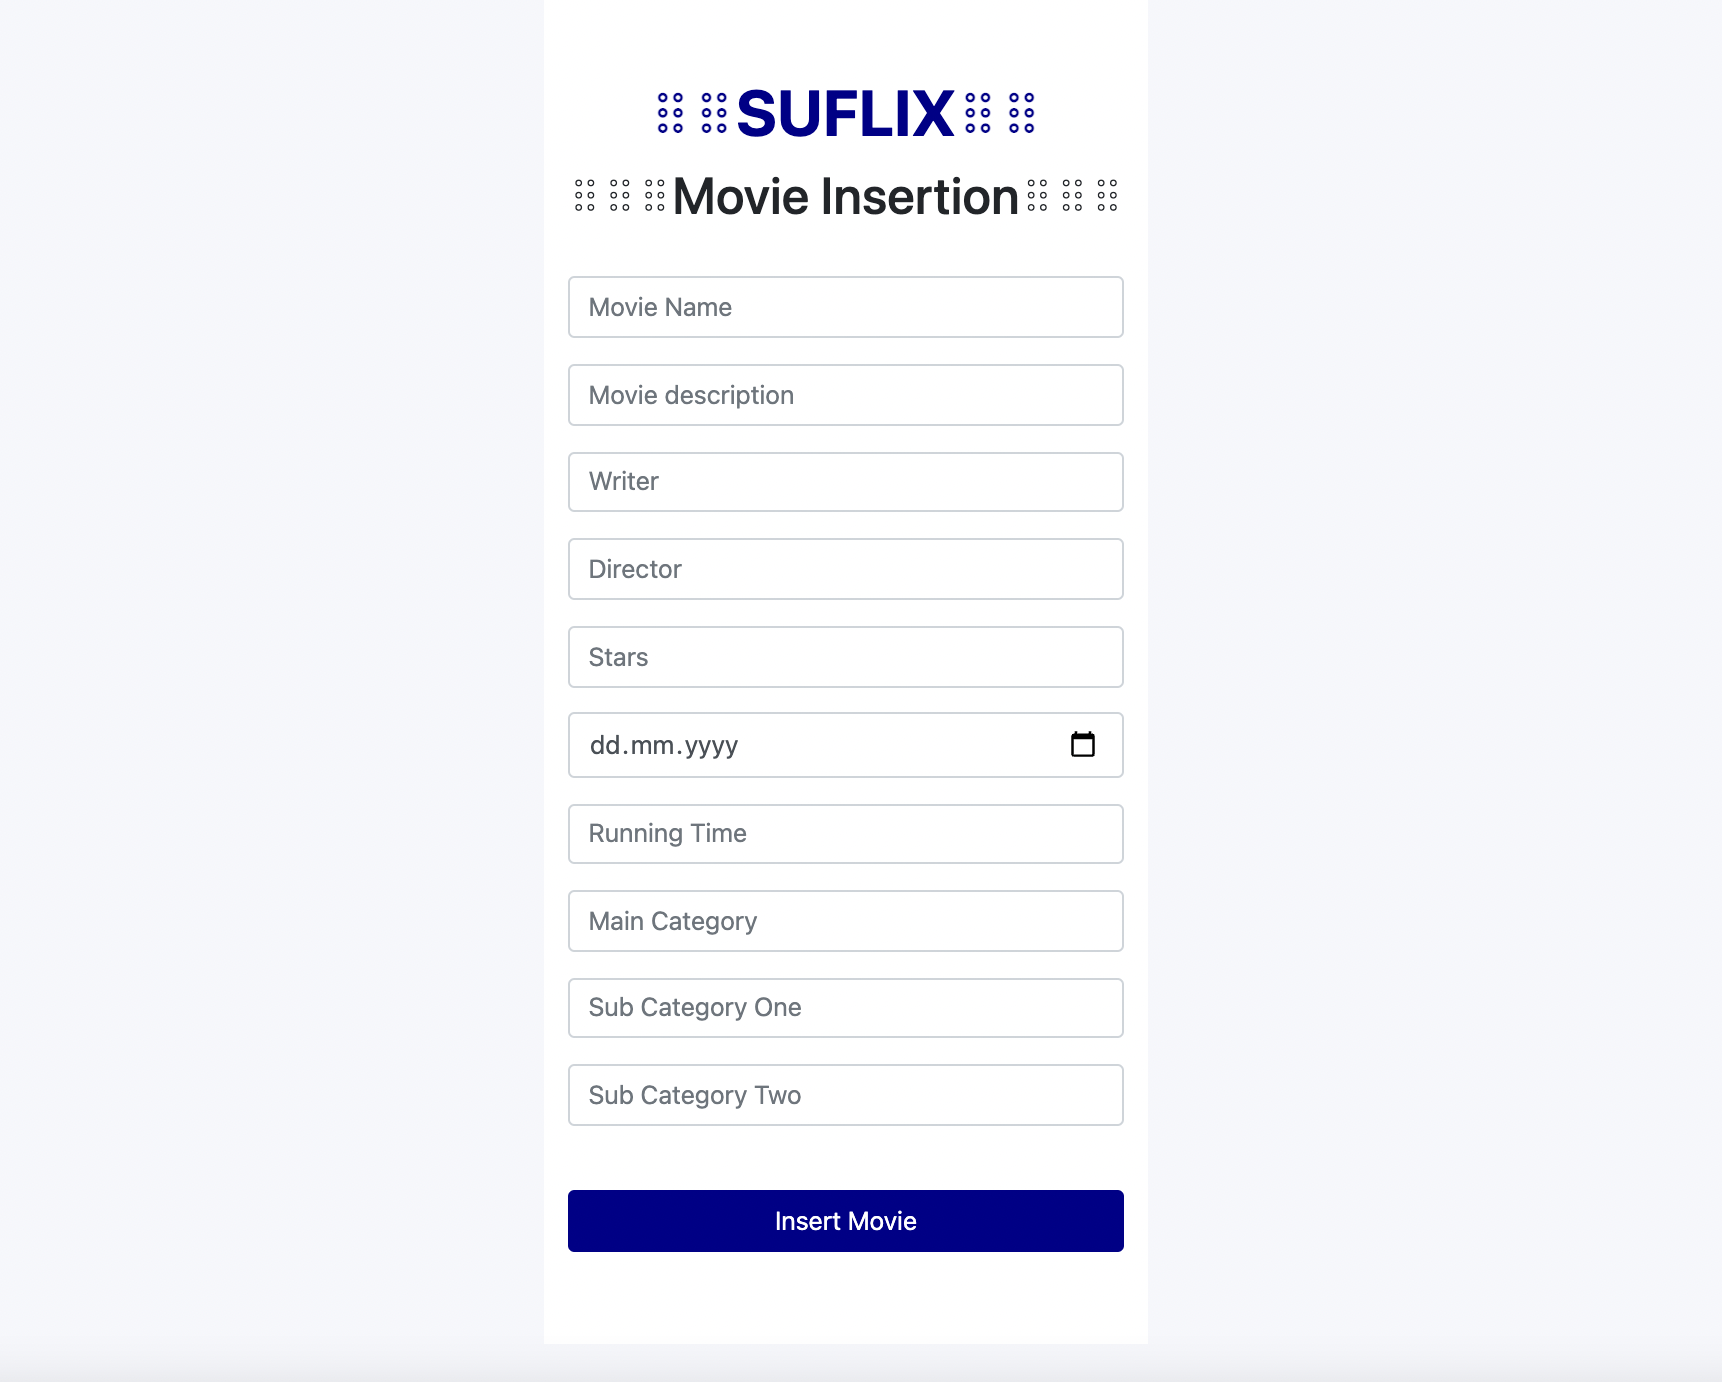 ⠿⠿SUFLIX⠿⠿
⠿⠿⠿Movie Insertion⠿⠿⠿
Movie Name
Movie description
Writer
Director
Stars
dd.mm.yyyy
Running Time
Main Category
Sub Category One
Sub Category Two
Insert Movie